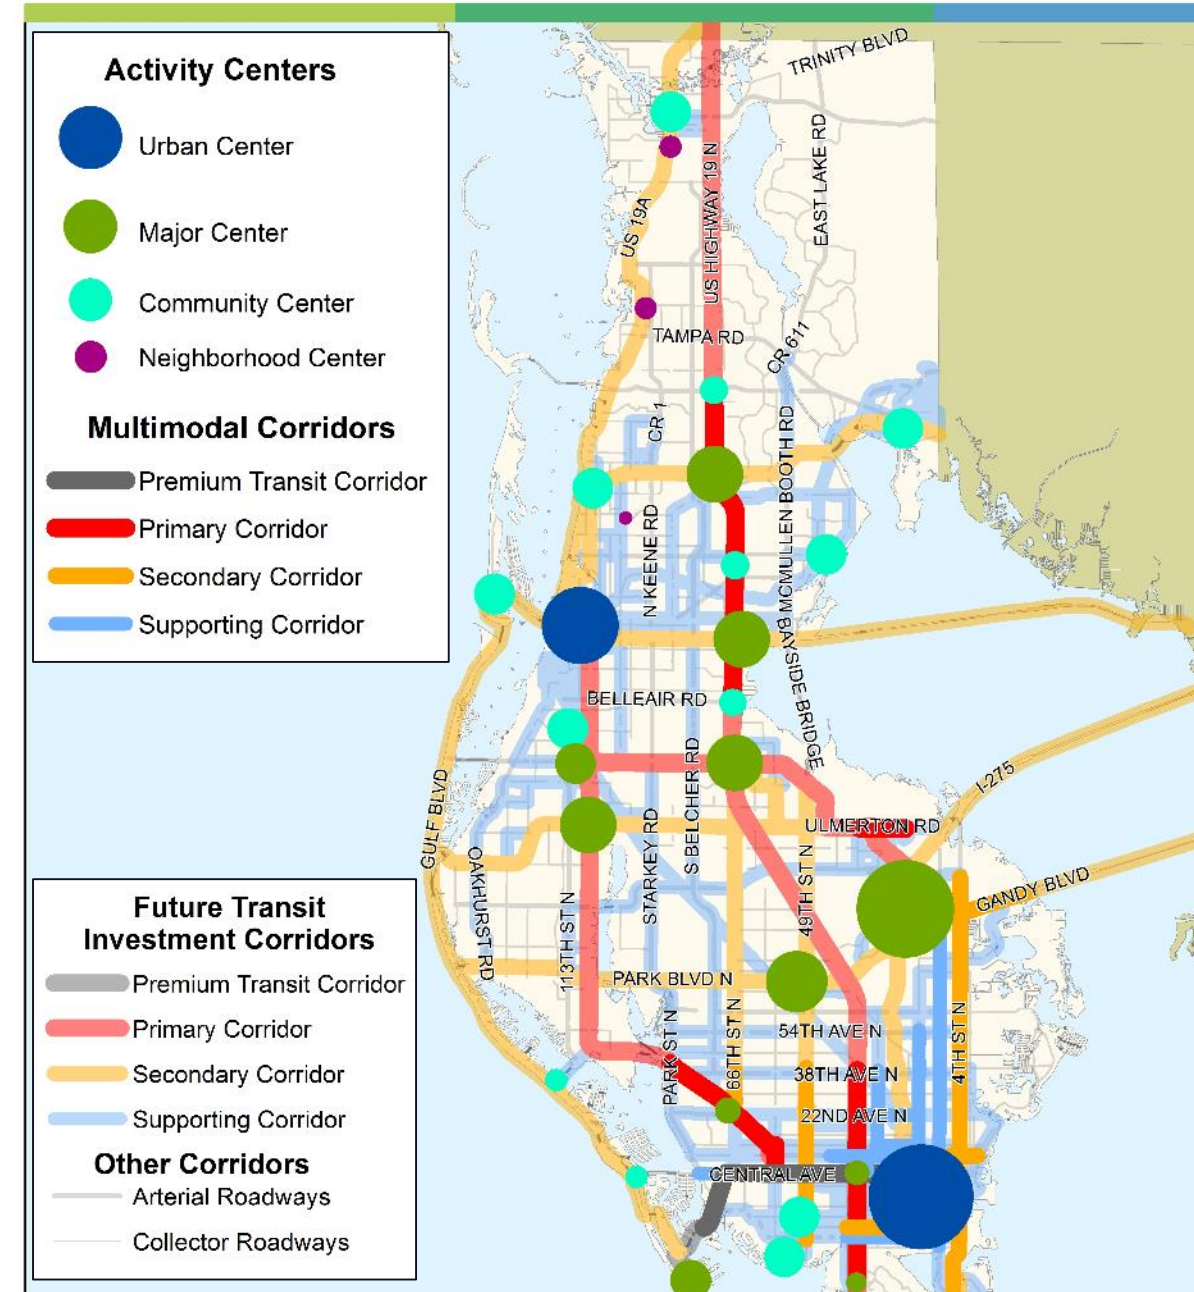 Activity Centers
Urban Center
Major Center
Community Center
Neighborhood Center
Multimodal Corridors
Premium Transit Corridor
Primary Corridor
Secondary Corridor
Supporting Corridor
Future Transit
Investment Corridors
Premium Transit Corridor
Primary Corridor
Secondary Corridor
Supporting Corridor
Other Corridors
Arterial Roadways
Collector Roadways
TRINITY BLVD
EAST LAKE RD
US HIGHWAY 19 N
US 19A
TAMPA RD
CR 611
CR 1
MCMULLEN BOOTH RD
N KEENE RD
BAYSIDE BRIDGE
BELLEAIR RD
S BELCHER RD
I-275
GULF BLVD
ULMERTON RD
STARKEY RD
OAKHURST RD
49TH ST N
GANDY BLVD
113TH ST N
PARK BLVD N
54TH AVE N
4TH ST N
66TH ST N
PARK ST N
38TH AVE N
22ND AVE N
CENTRAL AVE